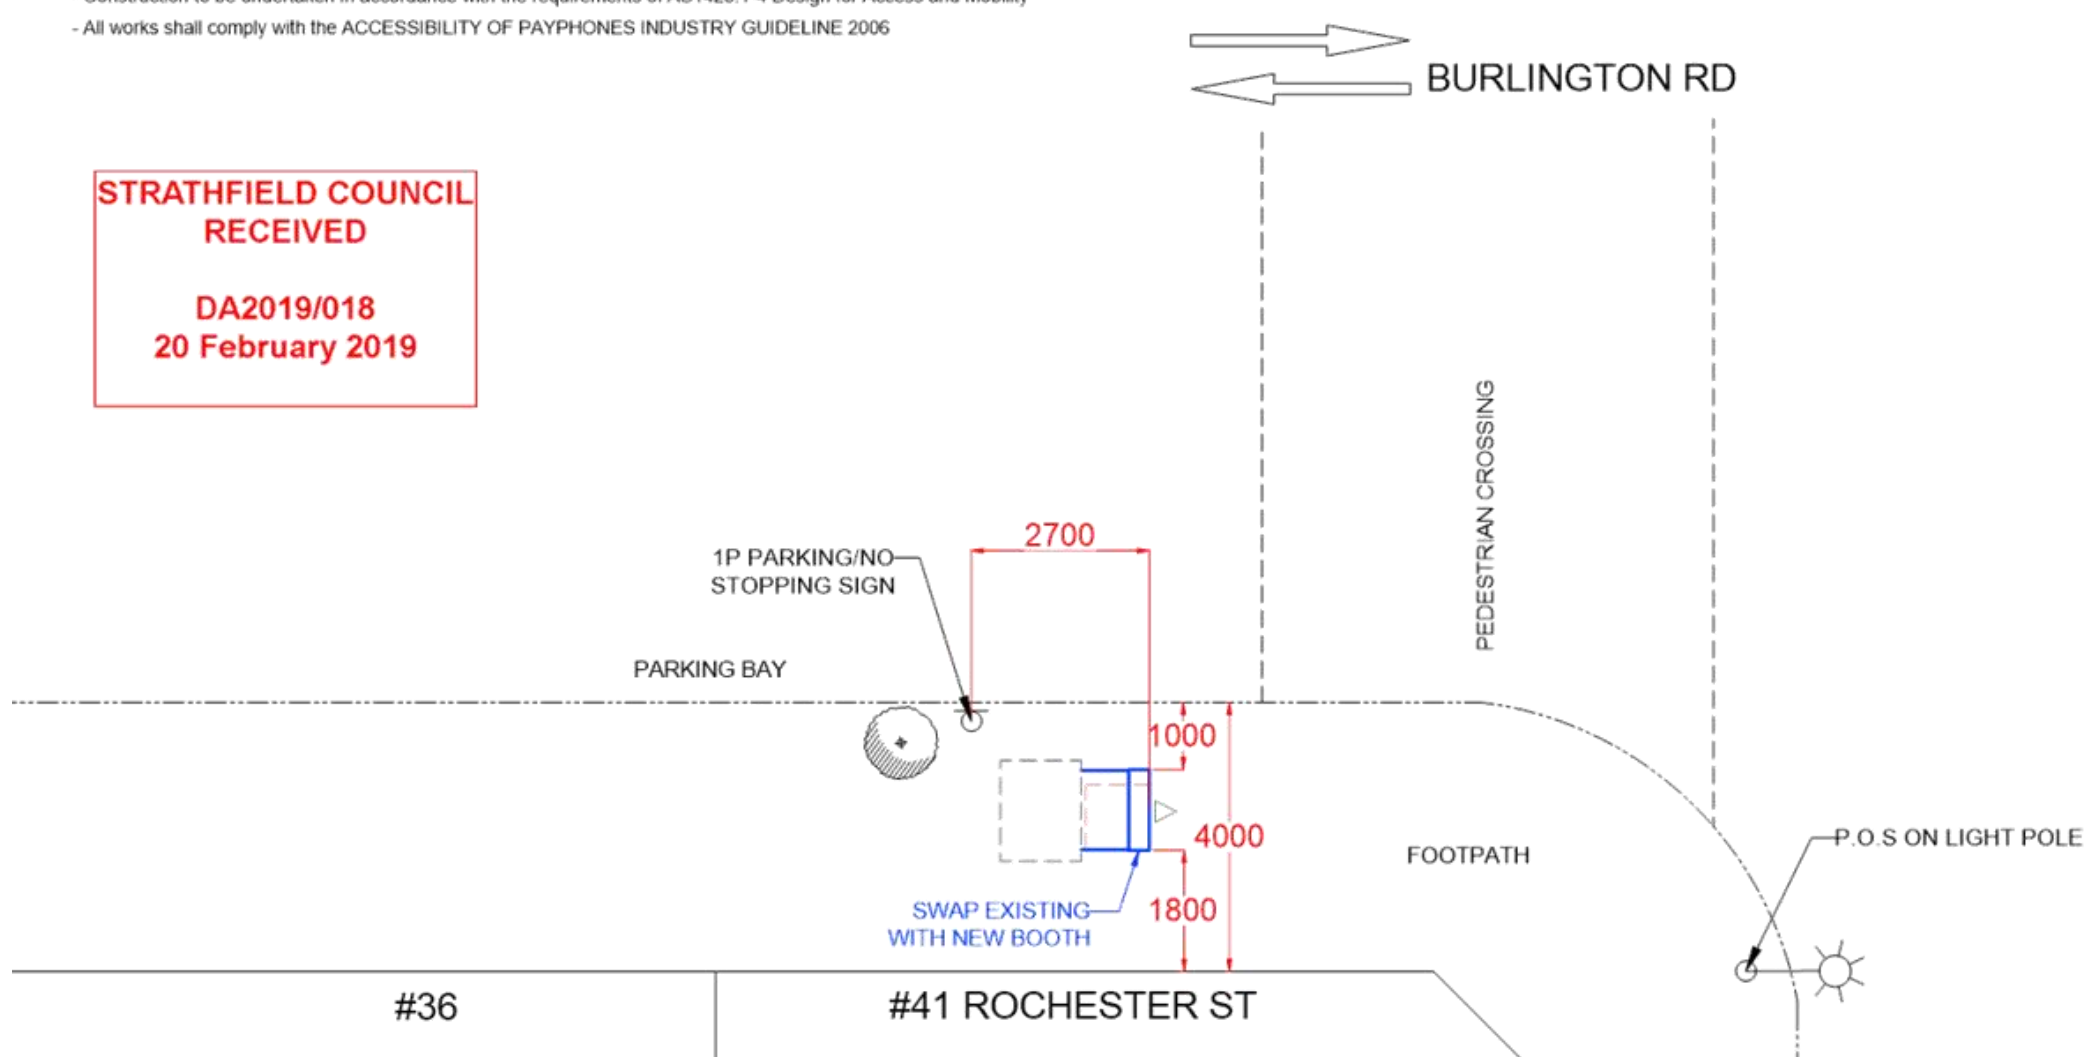 - All works shall comply with the ACCESSIBILITY OF PAYPHONES INDUSTRY GUIDELINE 2006
BURLINGTON RD
STRATHFIELD COUNCIL
RECEIVED
DA2019/018
20 February 2019
PEDESTRIAN CROSSING
2700
1P PARKING/NO
STOPPING SIGN
PARKING BAY
1000
4000
P.O.S ON LIGHT POLE
FOOTPATH
SWAP EXISTING
WITH NEW BOOTH
1800
#36
#41 ROCHESTER ST